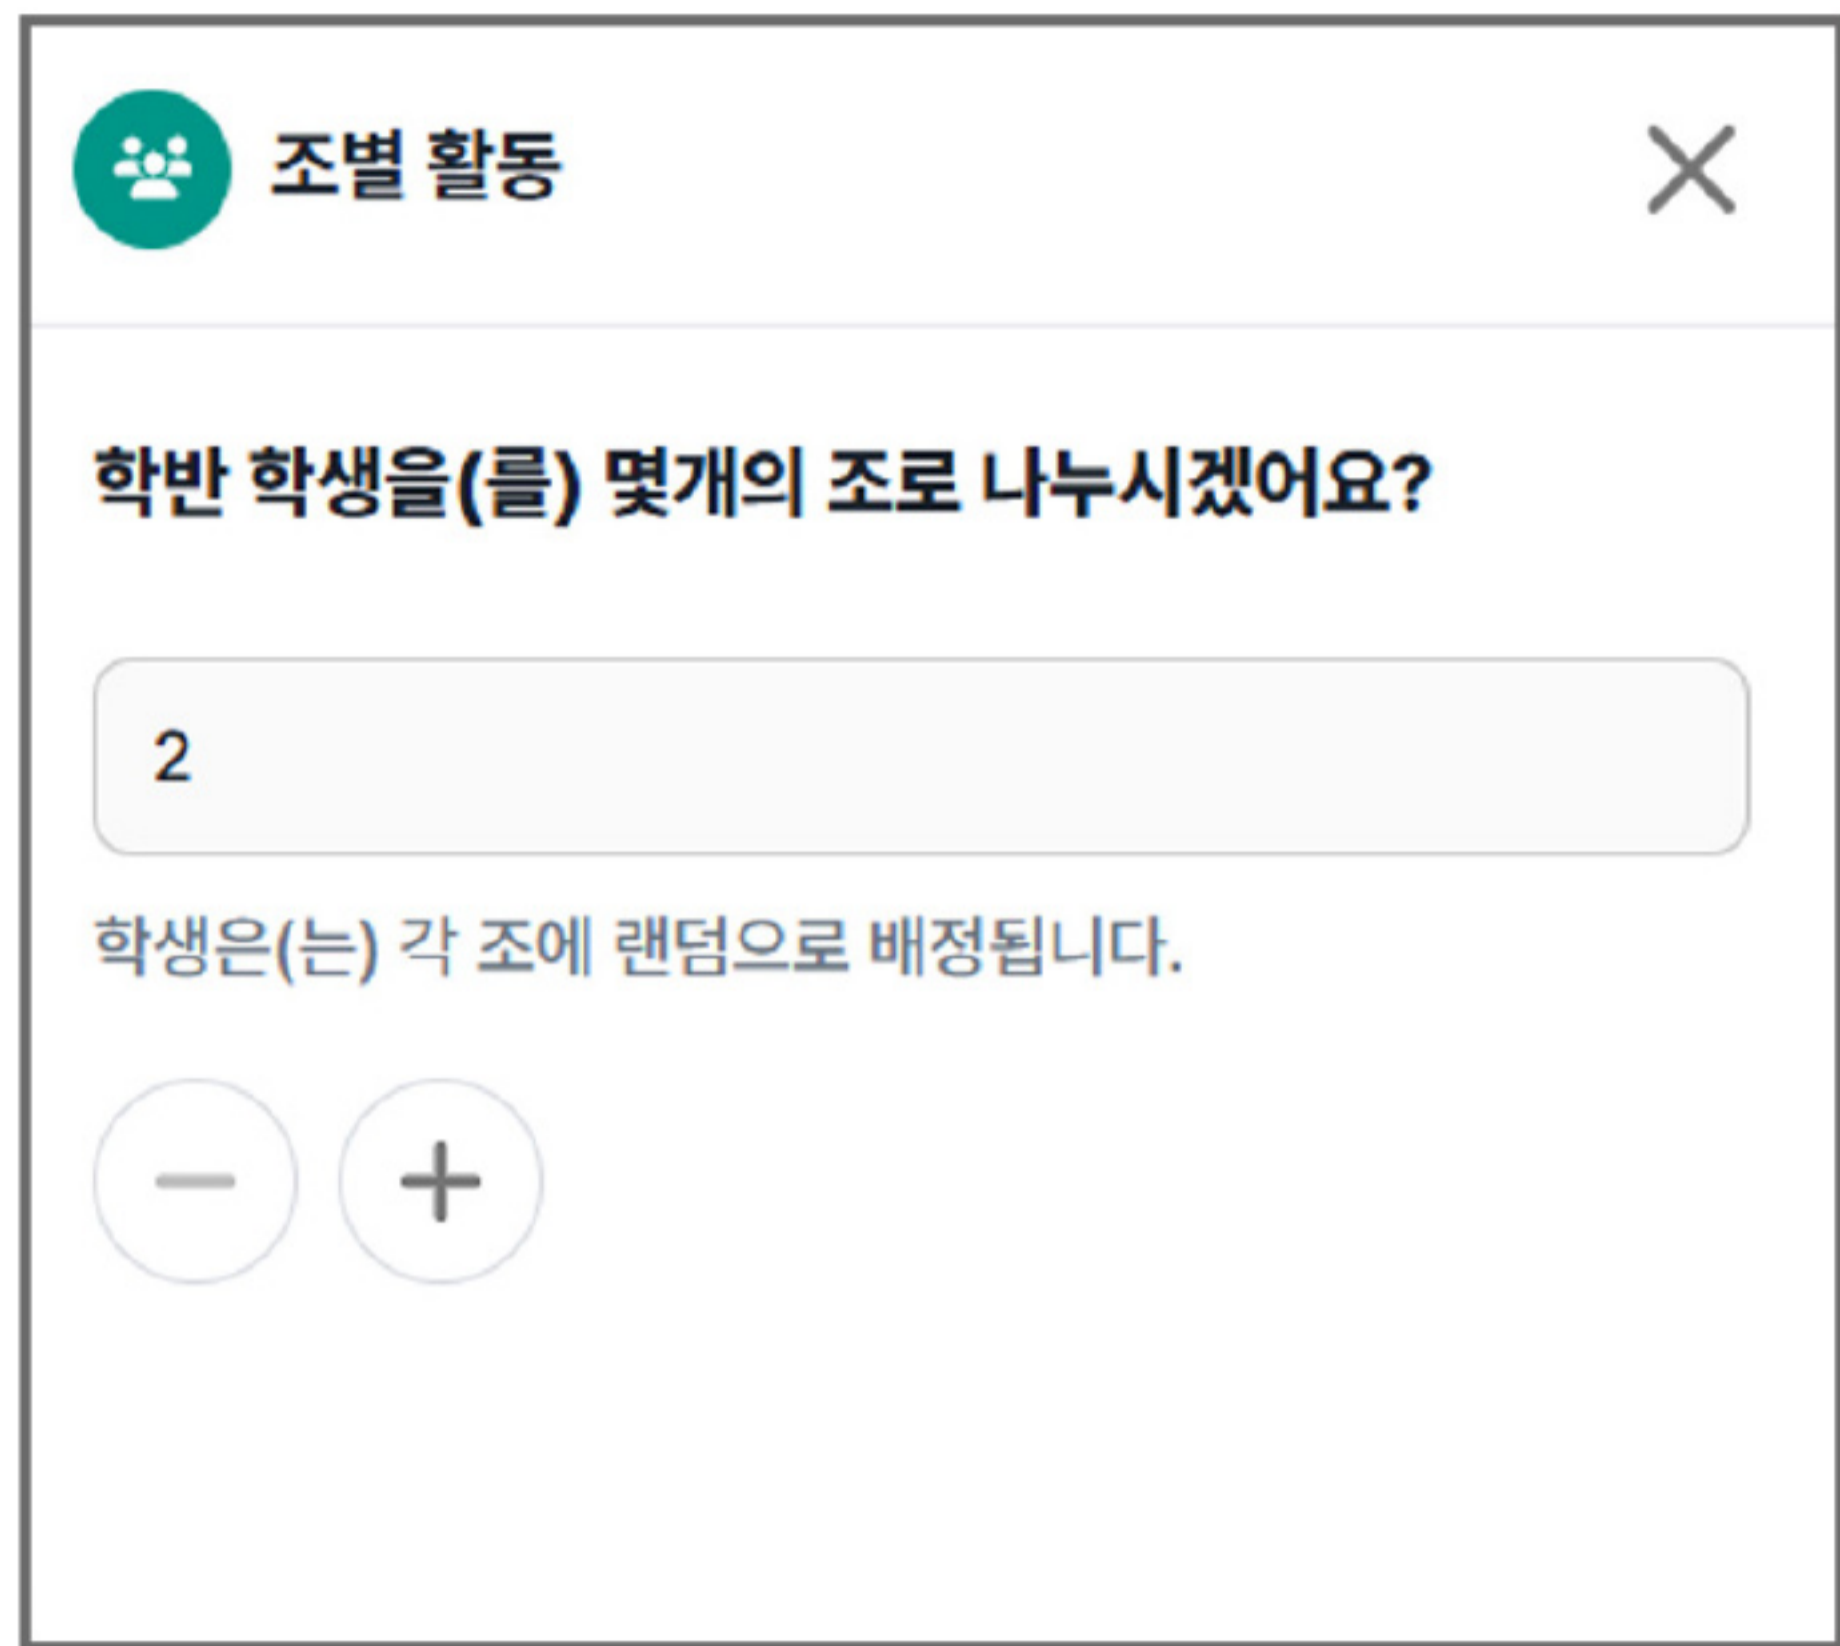 조별 활동
학반 학생을(를) 몇개의 조로 나누시겠어요?
2
학생은(는) 각 조에 랜덤으로 배정됩니다.